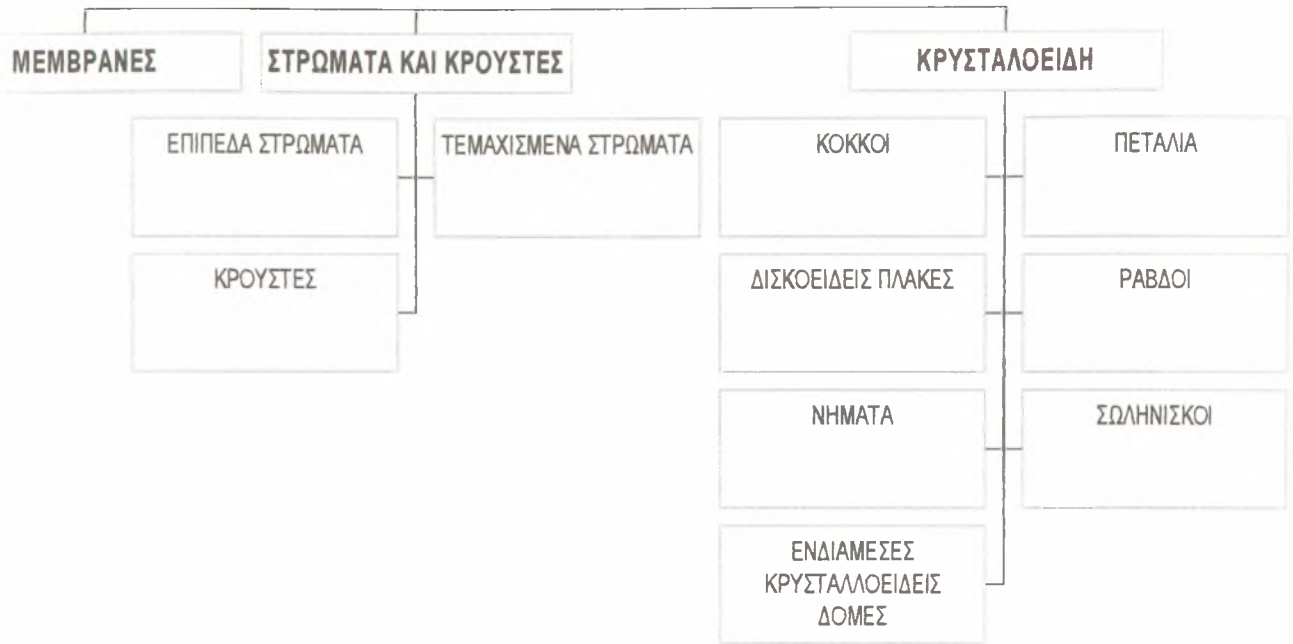 ΜΕΜΒΡΑΝΕΣ
ΣΤΡΩΜΑΤΑ ΚΑΙ ΚΡΟΥΣΤΕΣ
ΚΡΥΣΤΑΛΟΕΙΔΗ
ΕΠΙΠΕΔΑ ΣΤΡΩΜΑΤΑ
ΤΕΜΑΧΙΣΜΕΝΑ ΣΤΡΩΜΑΤΑ
ΚΟΚΚΟΙ
ΠΕΤΑΛΙΑ
ΚΡΟΥΣΤΕΣ
ΔΙΣΚΟΕΙΔΕΙΣ ΠΛΑΚΕΣ
ΡΑΒΔΟΙ
ΝΗΜΑΤΑ
ΣΩΛΗΝΙΣΚΟΙ
ΕΝΔΙΑΜΕΣΕΣ
ΚΡΥΣΤΑΛΛΟΕΙΔΕΙΣ
ΔΟΜΕΣ